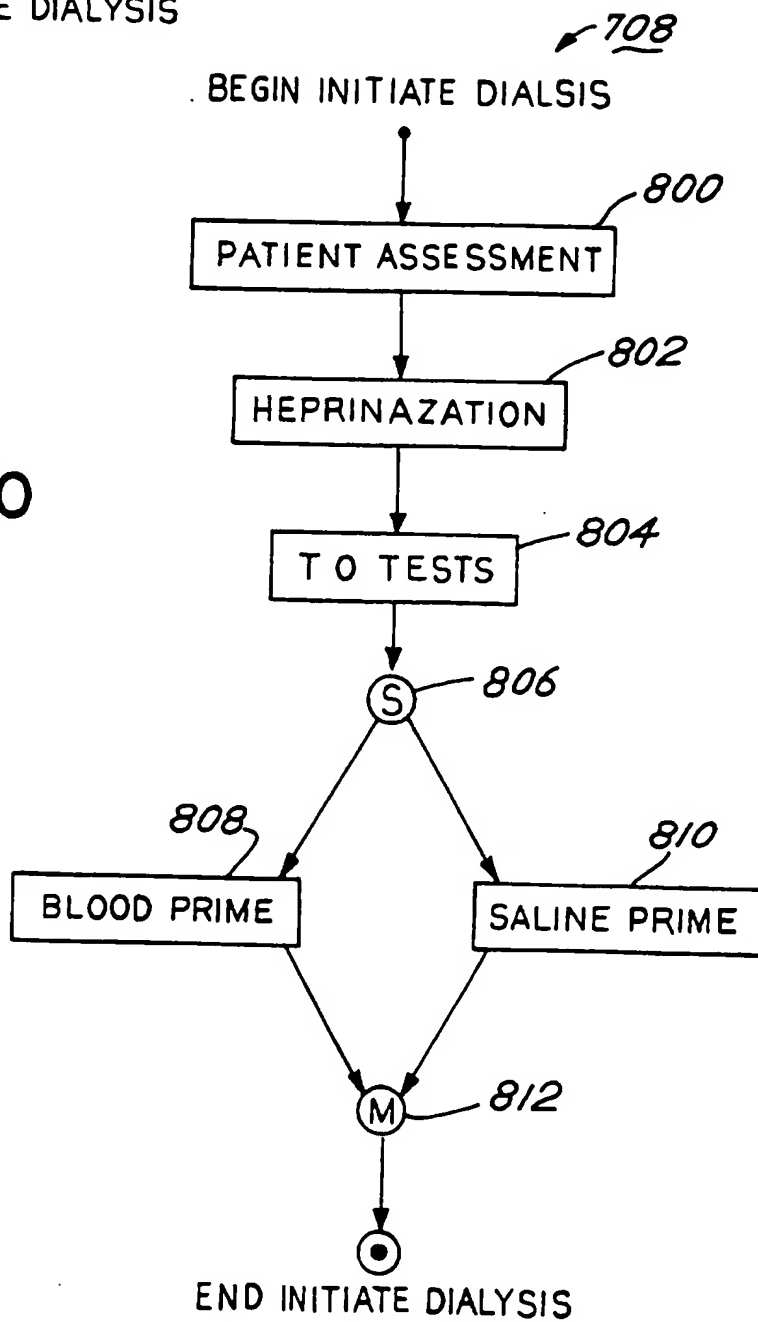 E DIALYSIS
708
BEGIN INITIATE DIALSIS
800
PATIENT ASSESSMENT
802
HEPRINAZATION
804
T O TESTS
806
S
808
810
BLOOD PRIME
SALINE PRIME
M
812
END INITIATE DIALYSIS